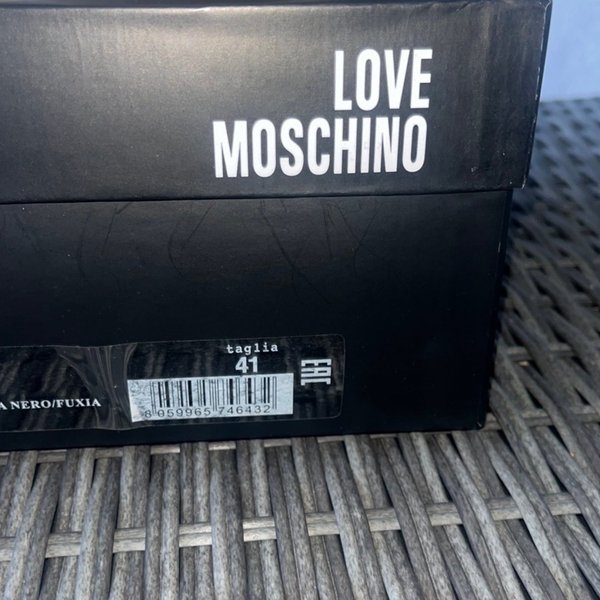 LOVE
MOSCHINO
taglia
41
A NERO/FUXIA
8 059965 746432
EAC